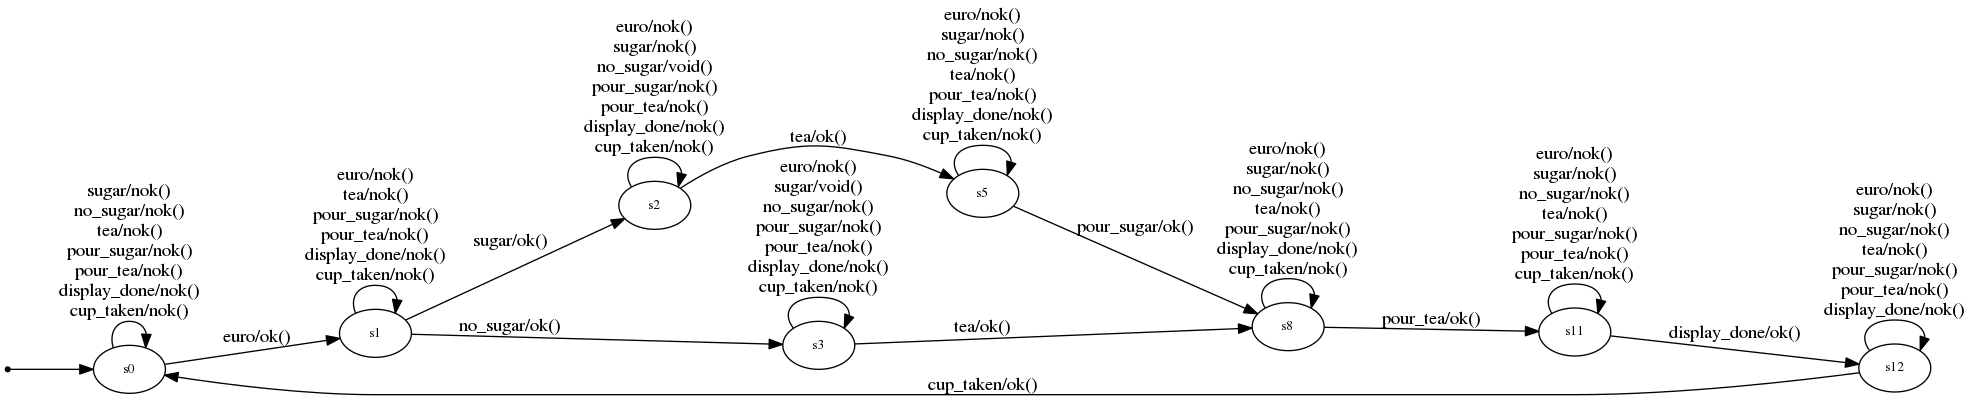 sugar/nok()
no_sugar/nok()
tea/nok()
pour_sugar/nok()
pour_tea/nok()
display_done/nok()
cup_taken/nok()
s0
euro/ok()
euro/nok()
tea/nok()
pour_sugar/nok()
pour_tea/nok()
display_done/nok()
cup_taken/nok()
s1
sugar/ok()
no_sugar/ok()
euro/nok()
sugar/nok()
no_sugar/void()
pour_sugar/nok()
pour_tea/nok()
display_done/nok()
cup_taken/nok()
s2
tea/ok()
euro/nok()
sugar/void()
no_sugar/nok()
pour_sugar/nok()
pour_tea/nok()
display_done/nok()
cup_taken/nok()
s3
tea/ok()
euro/nok()
sugar/nok()
no_sugar/nok()
tea/nok()
pour_tea/nok()
display_done/nok()
cup_taken/nok()
s5
pour_sugar/ok()
euro/nok()
sugar/nok()
no_sugar/nok()
tea/nok()
pour_sugar/nok()
display_done/nok()
cup_taken/nok()
s8
pour_tea/ok()
euro/nok()
sugar/nok()
no_sugar/nok()
tea/nok()
pour_sugar/nok()
pour_tea/nok()
cup_taken/nok()
s11
display_done/ok()
euro/nok()
sugar/nok()
no_sugar/nok()
tea/nok()
pour_sugar/nok()
pour_tea/nok()
display_done/nok()
s12
cup_taken/ok()